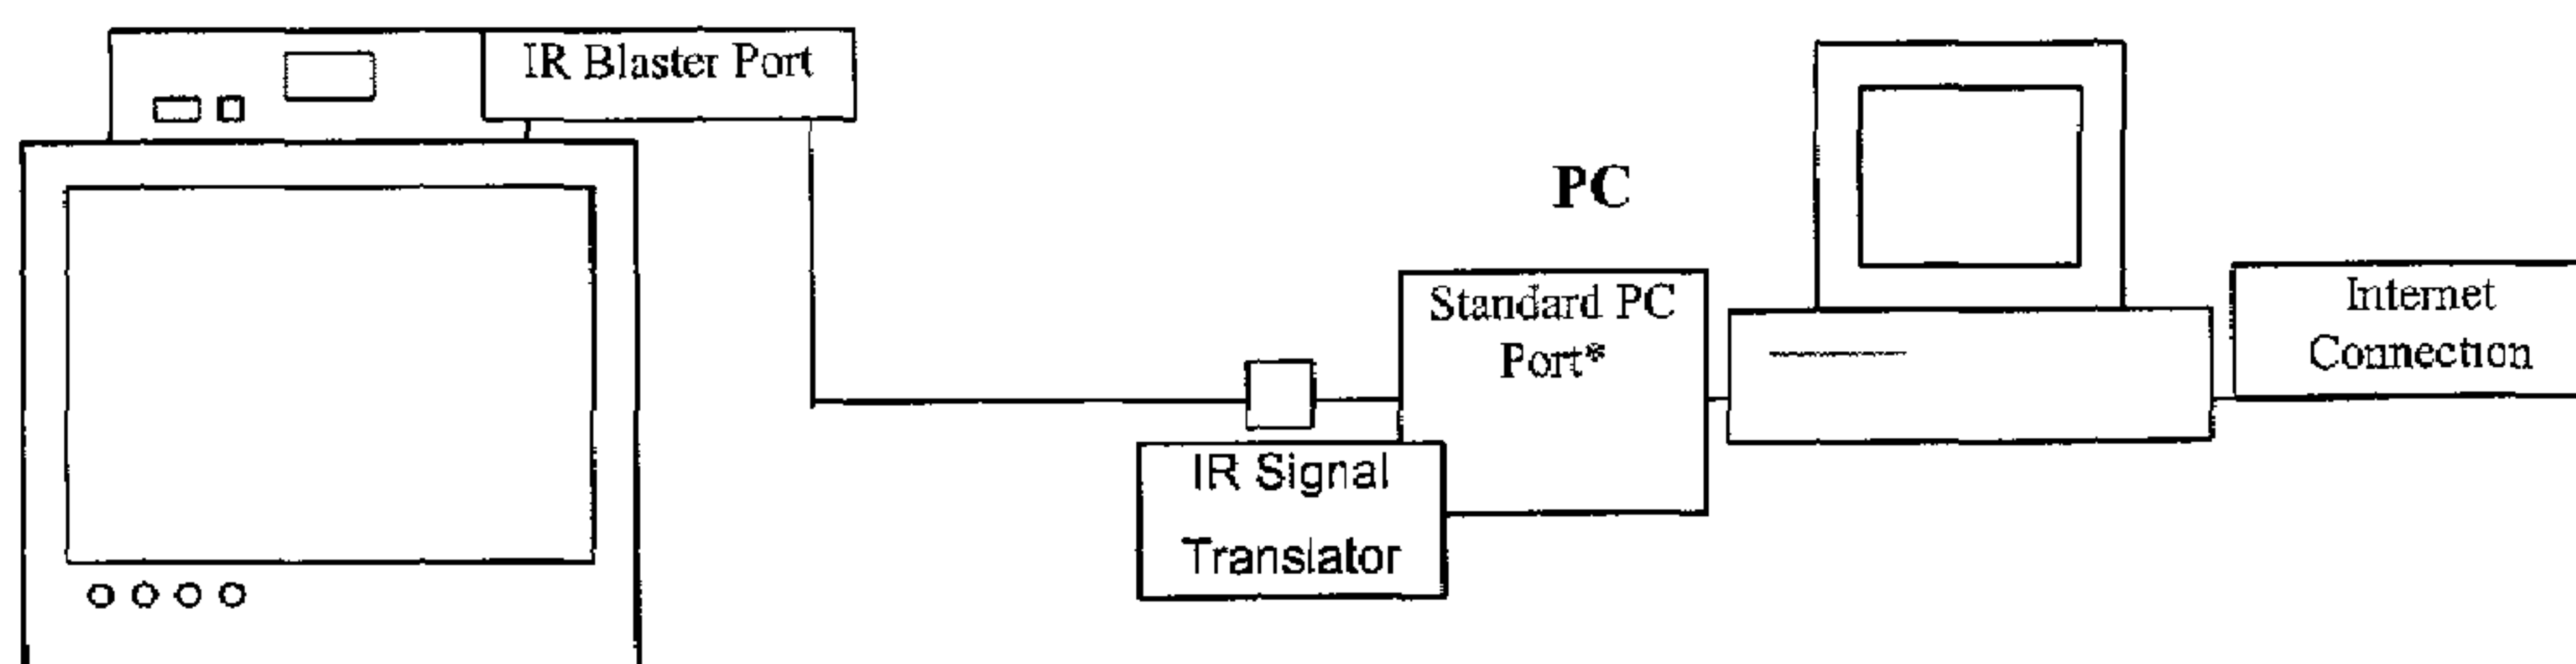 IR Blaster Port
PC
Standard PC
Port*
Internet
Connection
IR Signal
Translator